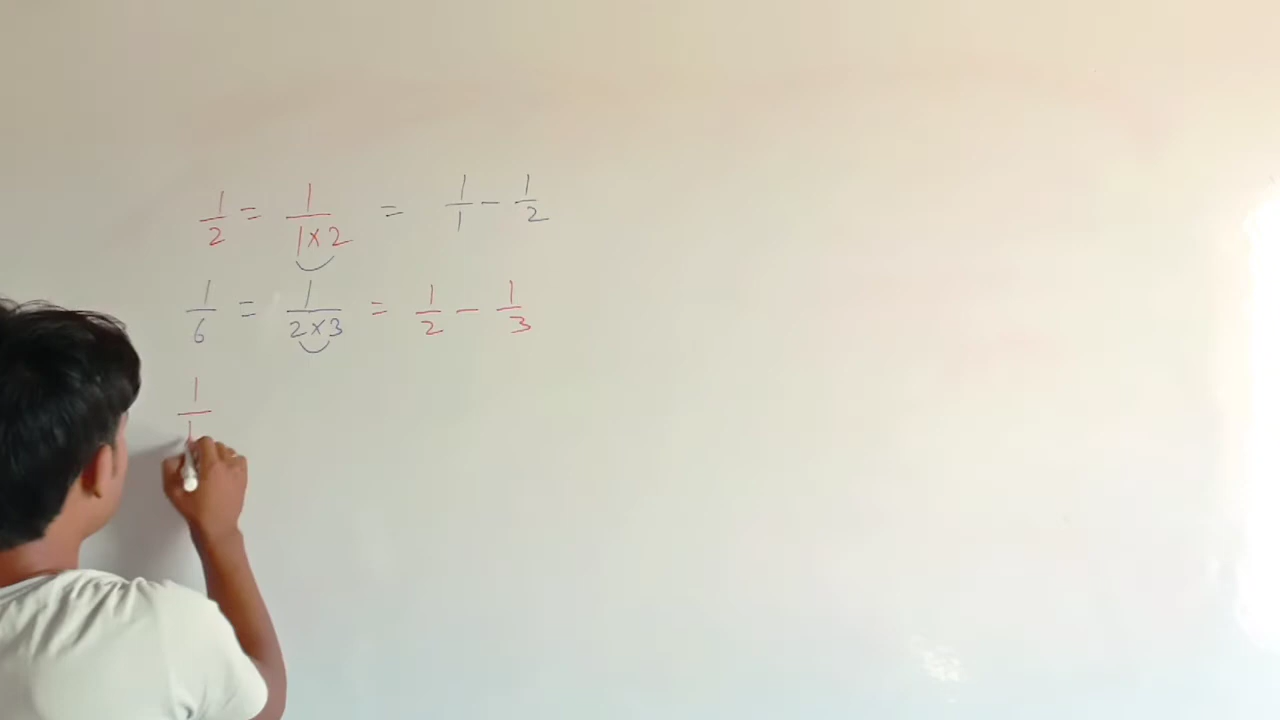 1/2 = 1/(1×2) = 1/1 − 1/2
1/6 = 1/(2×3) = 1/2 − 1/3
1/1